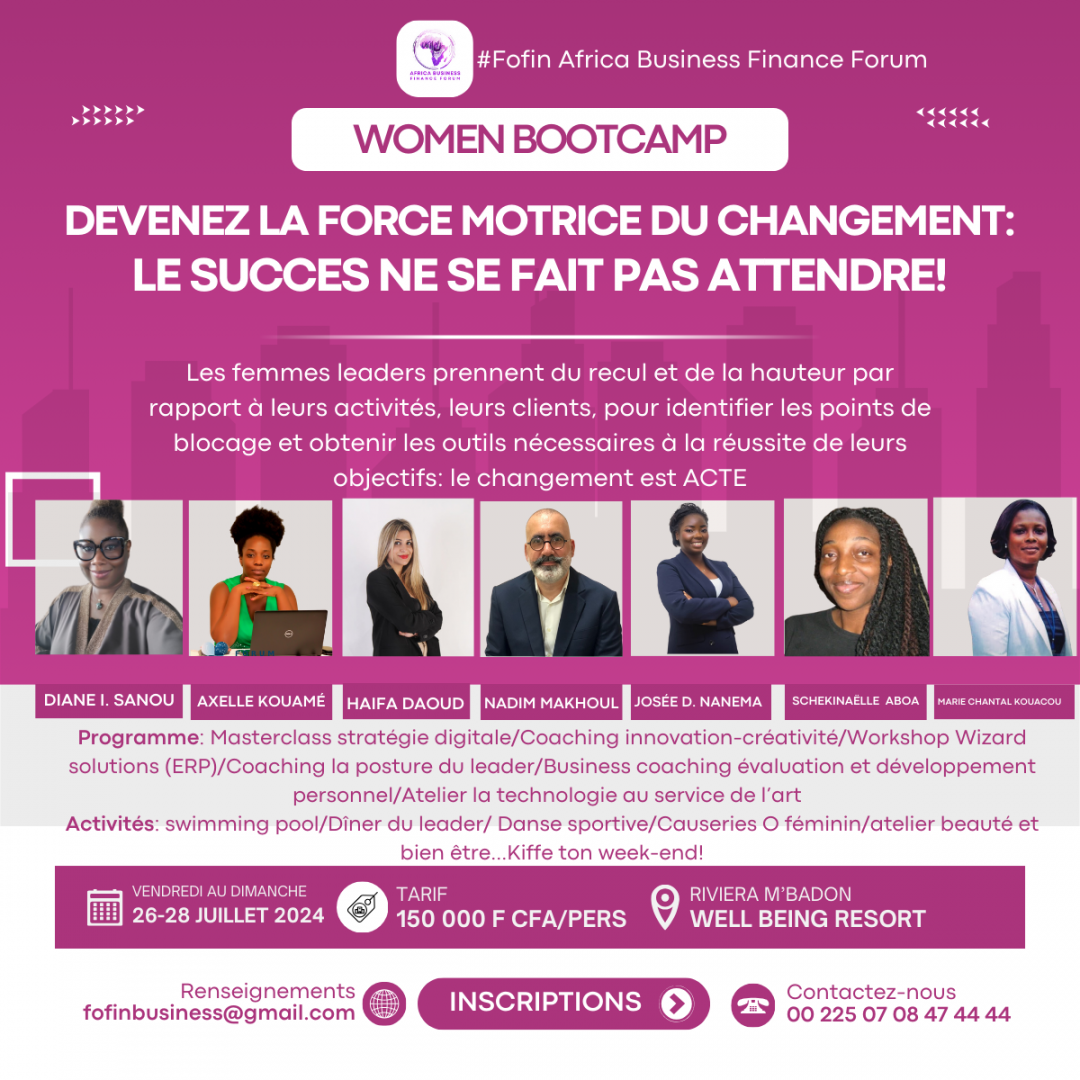 AFRICA BUSINESS
FINANCE FORUM
#Fofin Africa Business Finance Forum
WOMEN BOOTCAMP
DEVENEZ LA FORCE MOTRICE DU CHANGEMENT:
LE SUCCES NE SE FAIT PAS ATTENDRE!
Les femmes leaders prennent du recul et de la hauteur par
rapport à leurs activités, leurs clients, pour identifier les points de
blocage et obtenir les outils nécessaires à la réussite de leurs
objectifs: le changement est ACTE
DELL
DIANE I. SANOU
AXELLE KOUAMÉ
HAIFA DAOUD
NADIM MAKHOUL
JOSÉE D. NANEMA
SCHEKINAËLLE ABOA
MARIE CHANTAL KOUACOU
Programme: Masterclass stratégie digitale/Coaching innovation-créativité/Workshop Wizard
solutions (ERP)/Coaching la posture du leader/Business coaching évaluation et développement
personnel/Atelier la technologie au service de l'art
Activités: swimming pool/Dîner du leader/ Danse sportive/Causeries O féminin/atelier beauté et
bien être...Kiffe ton week-end!
VENDREDI AU DIMANCHE
26-28 JUILLET 2024
TARIF
150 000 F CFA/PERS
RIVIERA M'BADON
WELL BEING RESORT
Renseignements
fofinbusiness@gmail.com
INSCRIPTIONS
Contactez-nous
00 225 07 08 47 44 44